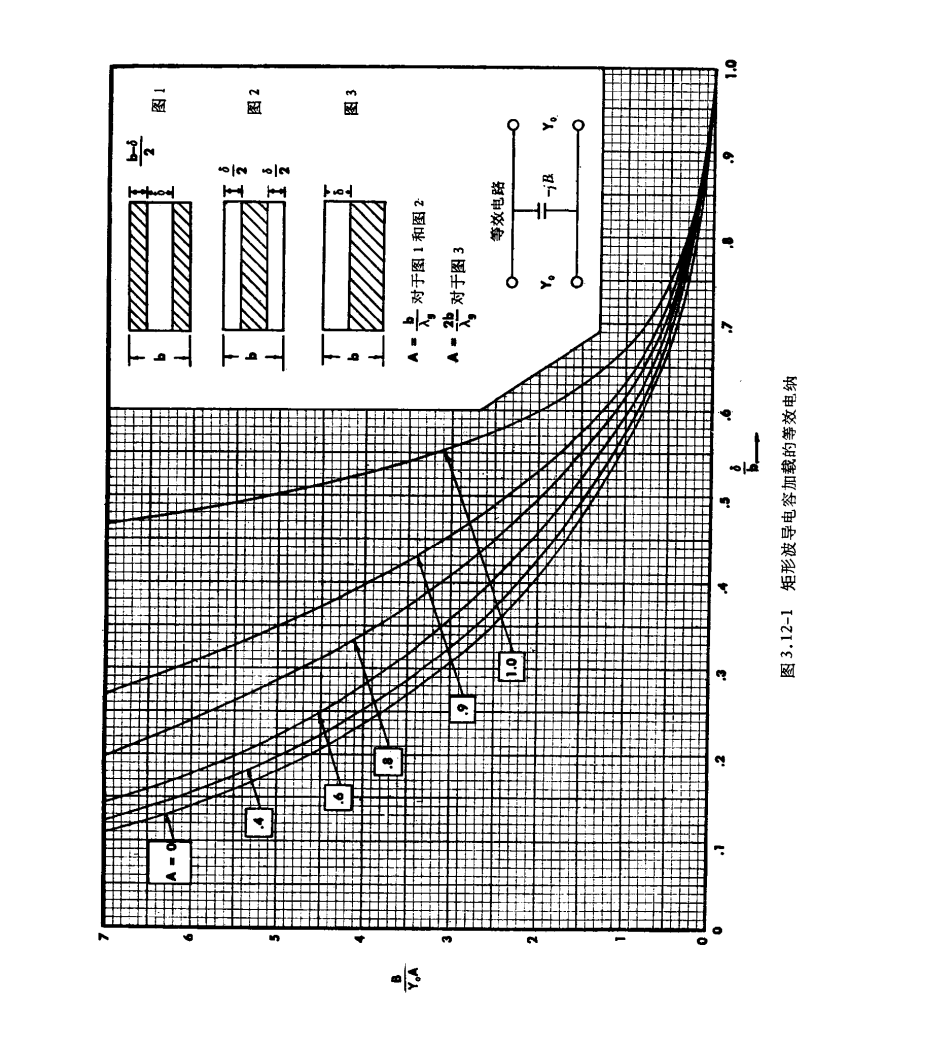 图 1
图 2
图 3
b-δ
2
δ
b
δ
2
δ
2
b
δ
b
A = b/λg 对于图 1 和图 2
A = 2b/λg 对于图 3
等效电路
Y₀
-jB
Y₀
B/Y₀A
7
6
5
4
3
2
1
0
A = 0
.4
.6
.8
.9
1.0
0
.1
.2
.3
.4
.5
.6
.7
.8
.9
1.0
δ/b
图 3.12-1 矩形波导电容加载的等效电纳